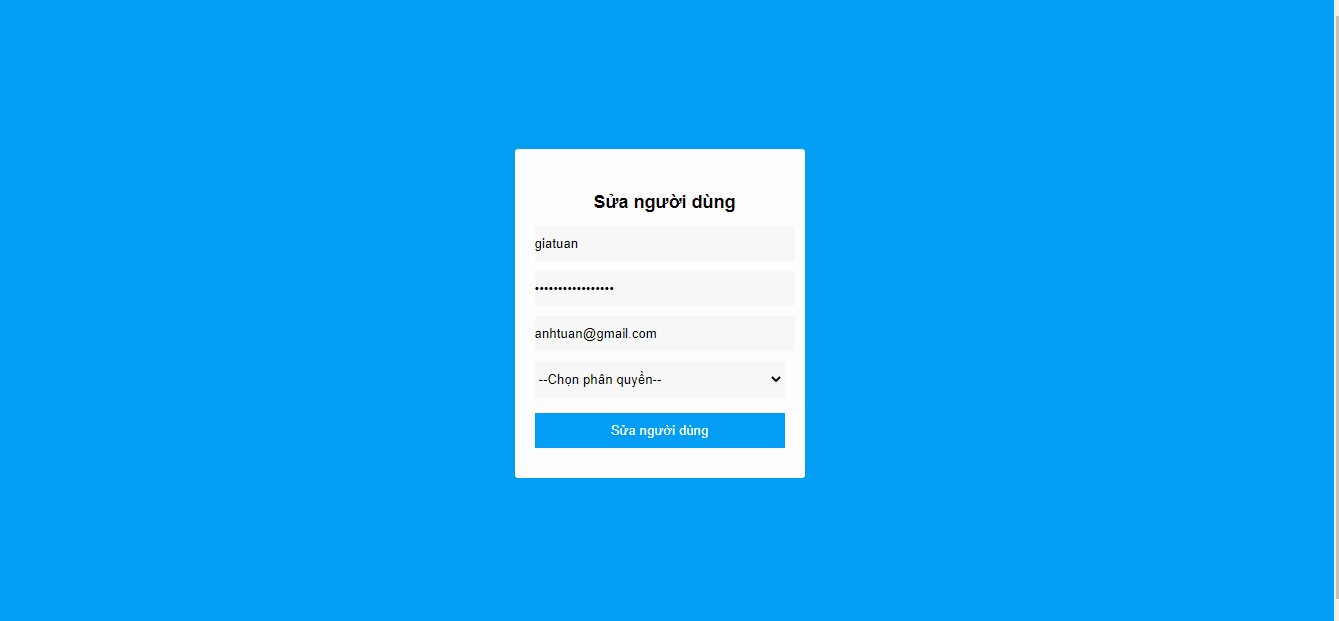 Sửa người dùng
giatuan
•••••••••••••••••
anhtuan@gmail.com
--Chọn phân quyền--
Sửa người dùng